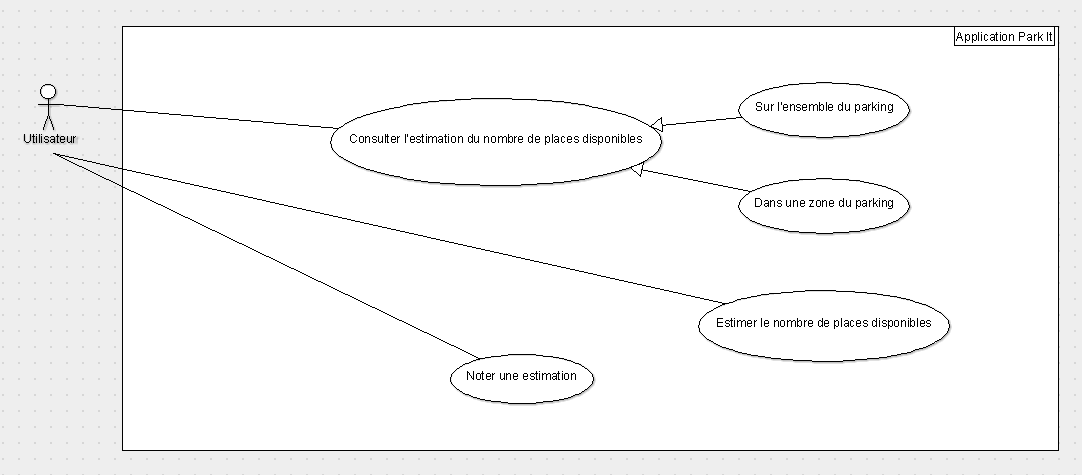 Application Park It
Utilisateur
Consulter l'estimation du nombre de places disponibles
Sur l'ensemble du parking
Dans une zone du parking
Estimer le nombre de places disponibles
Noter une estimation